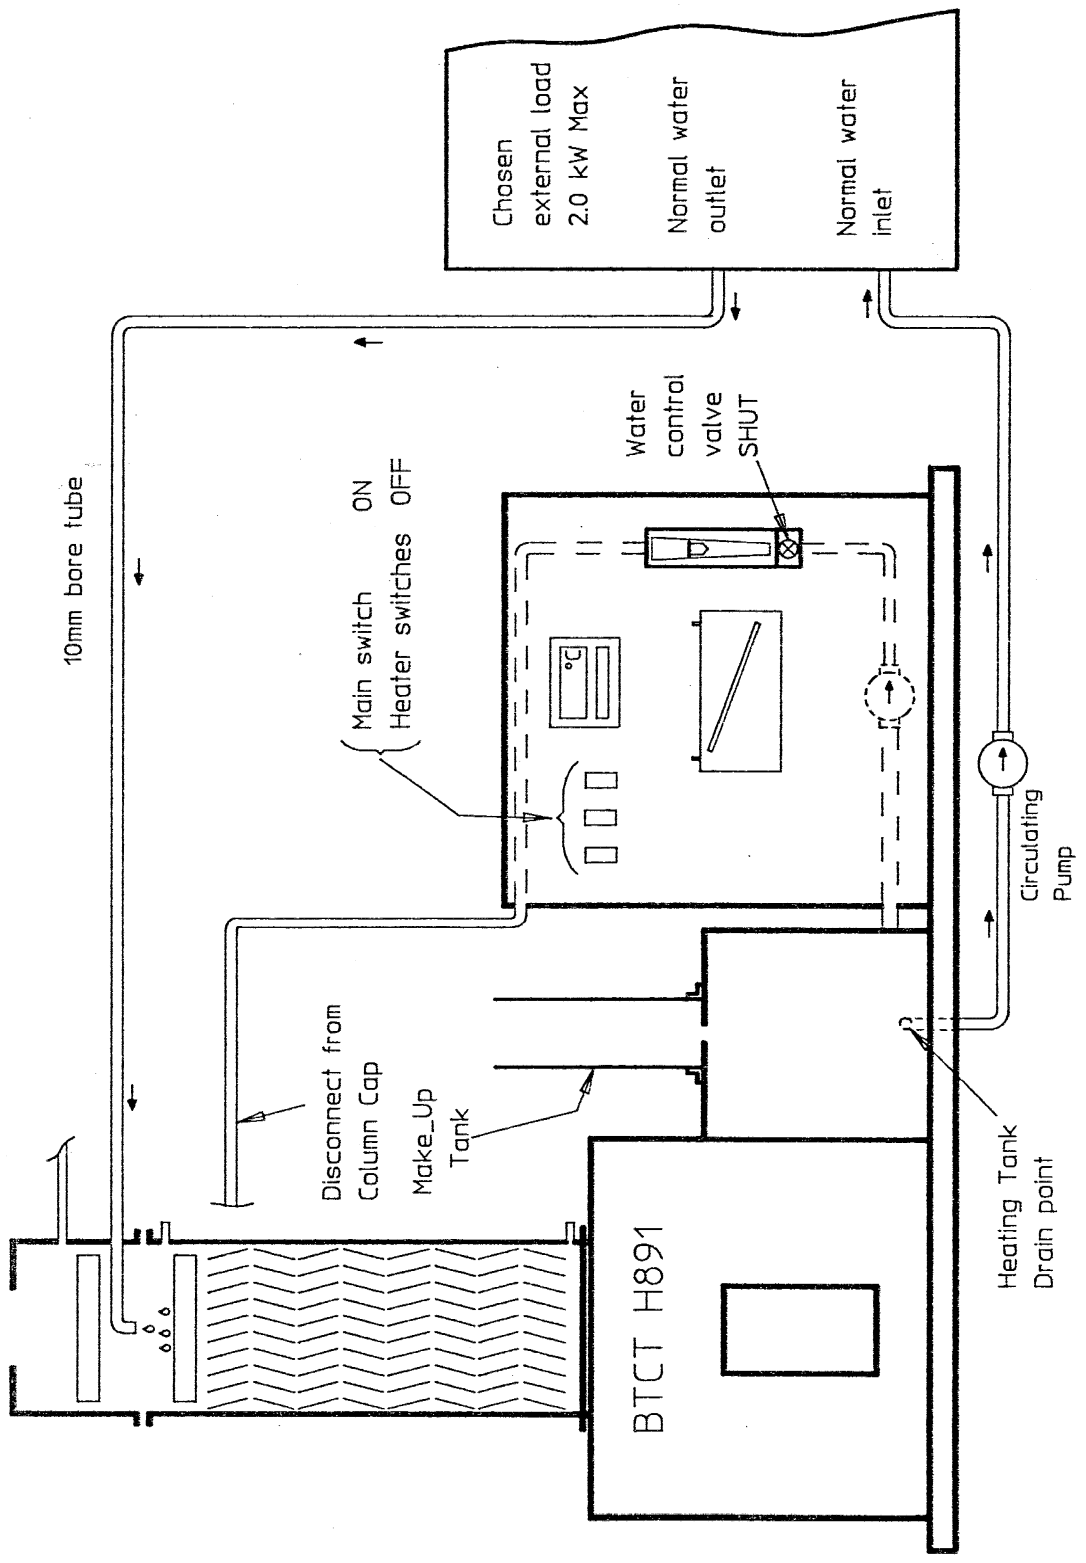 10mm bore tube
Main switch ON
Heater switches OFF
Chosen
external load
2.0 kW Max
Normal water
outlet
Normal water
inlet
Water
control
valve
SHUT
°C
Disconnect from
Column Cap
Make_Up
Tank
BTCT H891
Heating Tank
Drain point
Circulating
Pump